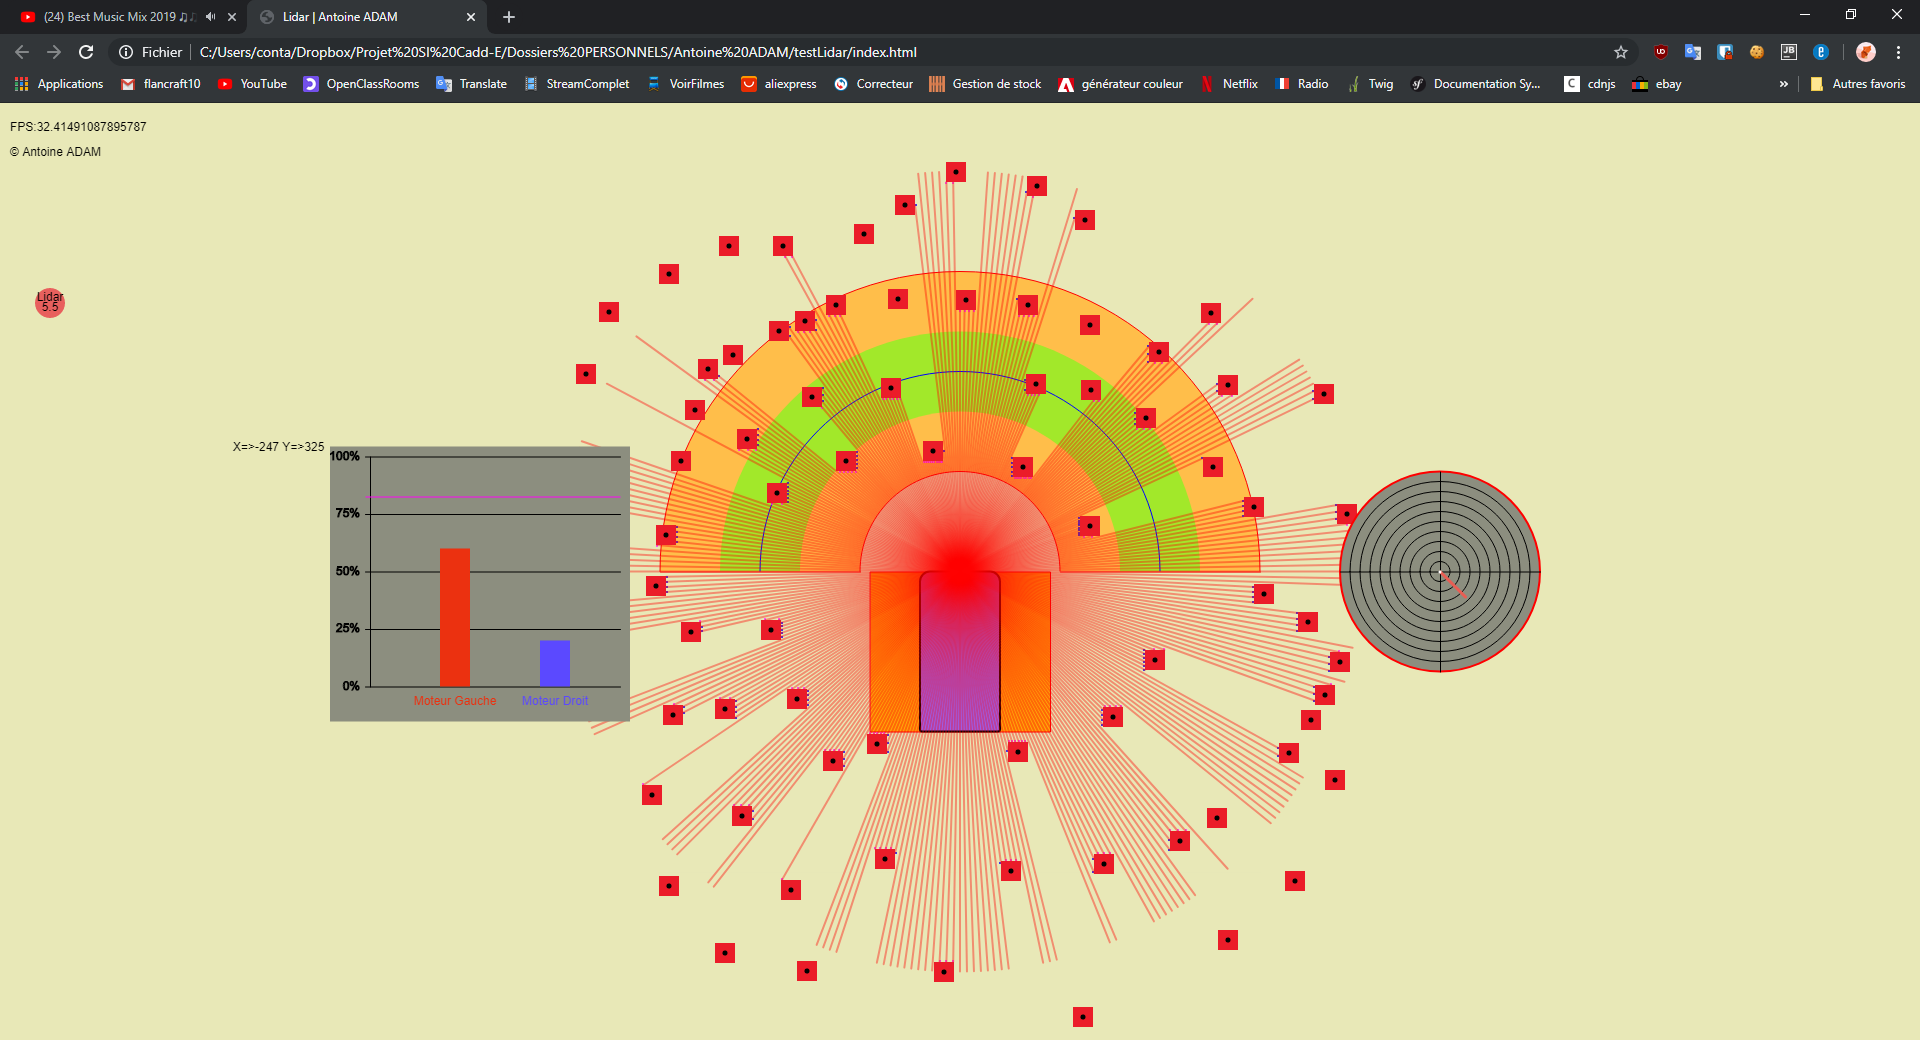 (24) Best Music Mix 2019 ♫♫
Lidar | Antoine ADAM
Fichier
C:/Users/conta/Dropbox/Projet%20SI%20Cadd-E/Dossiers%20PERSONNELS/Antoine%20ADAM/testLidar/index.html
Applications
flancraft10
YouTube
OpenClassRooms
Translate
StreamComplet
VoirFilmes
aliexpress
Correcteur
Gestion de stock
générateur couleur
Netflix
Radio
Twig
Documentation Sy...
cdnjs
ebay
»
Autres favoris
FPS:32.41491087895787
© Antoine ADAM
Lidar
5.5
X=>-247 Y=>325
100%
75%
50%
25%
0%
Moteur Gauche
Moteur Droit